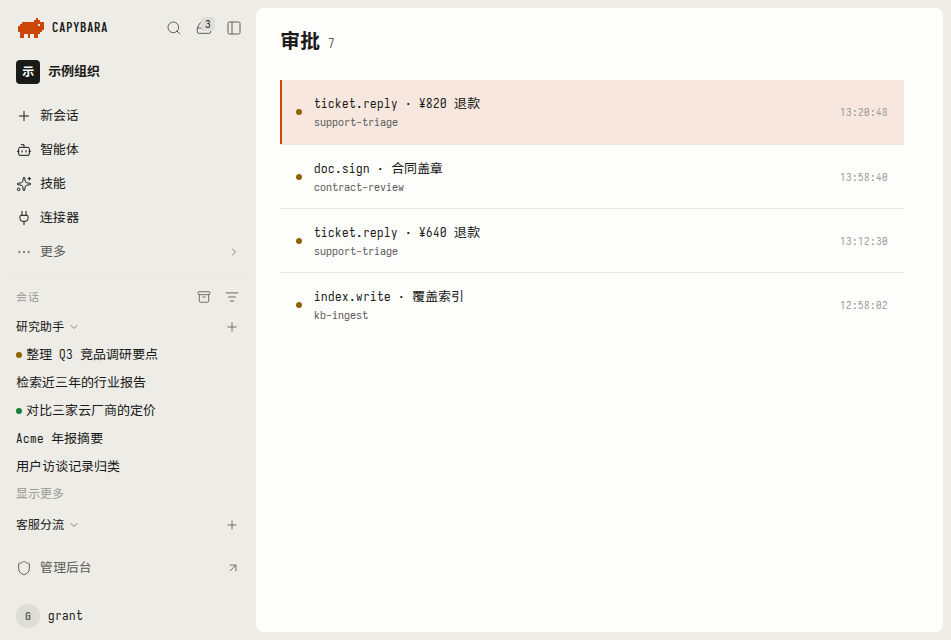 CAPYBARA
3
示 示例组织
新会话
智能体
技能
连接器
更多
会话
研究助手
整理 Q3 竞品调研要点
检索近三年的行业报告
对比三家云厂商的定价
Acme 年报摘要
用户访谈记录归类
显示更多
客服分流
管理后台
G grant
审批 7
ticket.reply · ¥820 退款
support-triage
13:20:48
doc.sign · 合同盖章
contract-review
13:58:40
ticket.reply · ¥640 退款
support-triage
13:12:30
index.write · 覆盖索引
kb-ingest
12:58:02